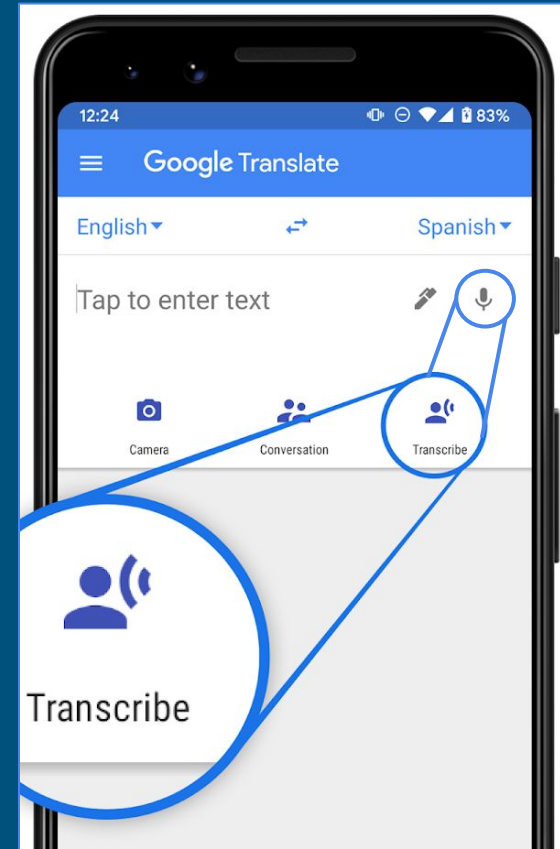 12:24 83%
Google Translate
English Spanish
Tap to enter text
Camera Conversation Transcribe
Transcribe